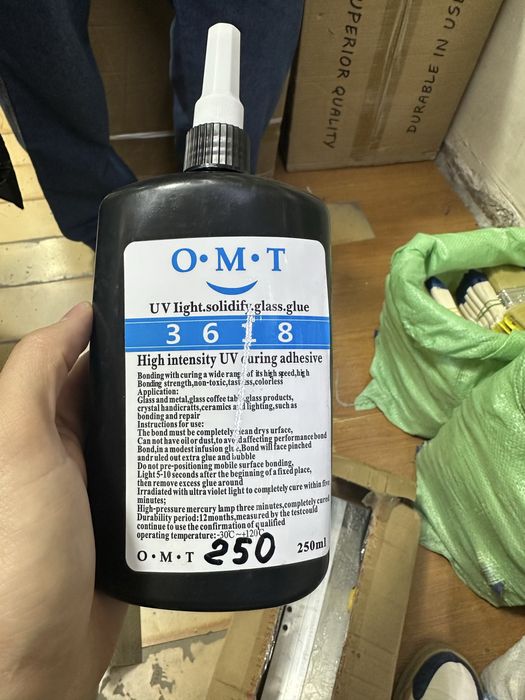 SUPERIOR QUALITY
DURABLE IN USE
O·M·T
UV light.solidify.glass.glue
3618
High intensity UV curing adhesive
Bonding with curing a wide range of its high speed,high
Bonding strength,non-toxic,tasteless,colorless
Application:
Glass and metal,glass coffee table,glass products,
crystal handicratts,ceramics and lighting,such as
bonding and repair
Instructions for use:
The bond must be completely clean drys urface,
Can not have oil or dust,to avoid affecting performance bond
Bond,in a modest infusion glue,Bond will face pinched
and ruled out extra glue and bubble
Do not pre-positioning mobile surface bonding,
Light 5-10 seconds after the beginning of a fixed place,
then remove excess glue around
Irradiated with ultra violet light to completely cure within five
minutes;
High-pressure mercury lamp three minutes,completely cured
Durability period:12months,measured by the testcould
continue to use the confirmation of qualified
operating temperature:-30℃~+120℃
O·M·T 250 250ml